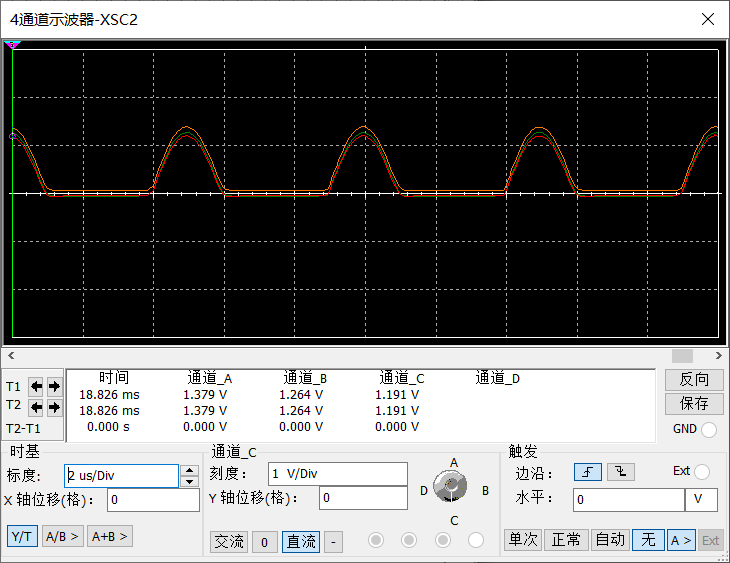 4通道示波器-XSC2
时间 通道_A 通道_B 通道_C 通道_D
T1 18.826 ms 1.379 V 1.264 V 1.191 V
T2 18.826 ms 1.379 V 1.264 V 1.191 V
T2-T1 0.000 s 0.000 V 0.000 V 0.000 V
反向
保存
GND
时基
标度: 2 us/Div
X 轴位移(格): 0
Y/T A/B > A+B >
通道_C
刻度: 1 V/Div
Y 轴位移(格): 0
A
D B
C
交流 0 直流 -
触发
边沿: Ext
水平: 0 V
单次 正常 自动 无 A > Ext